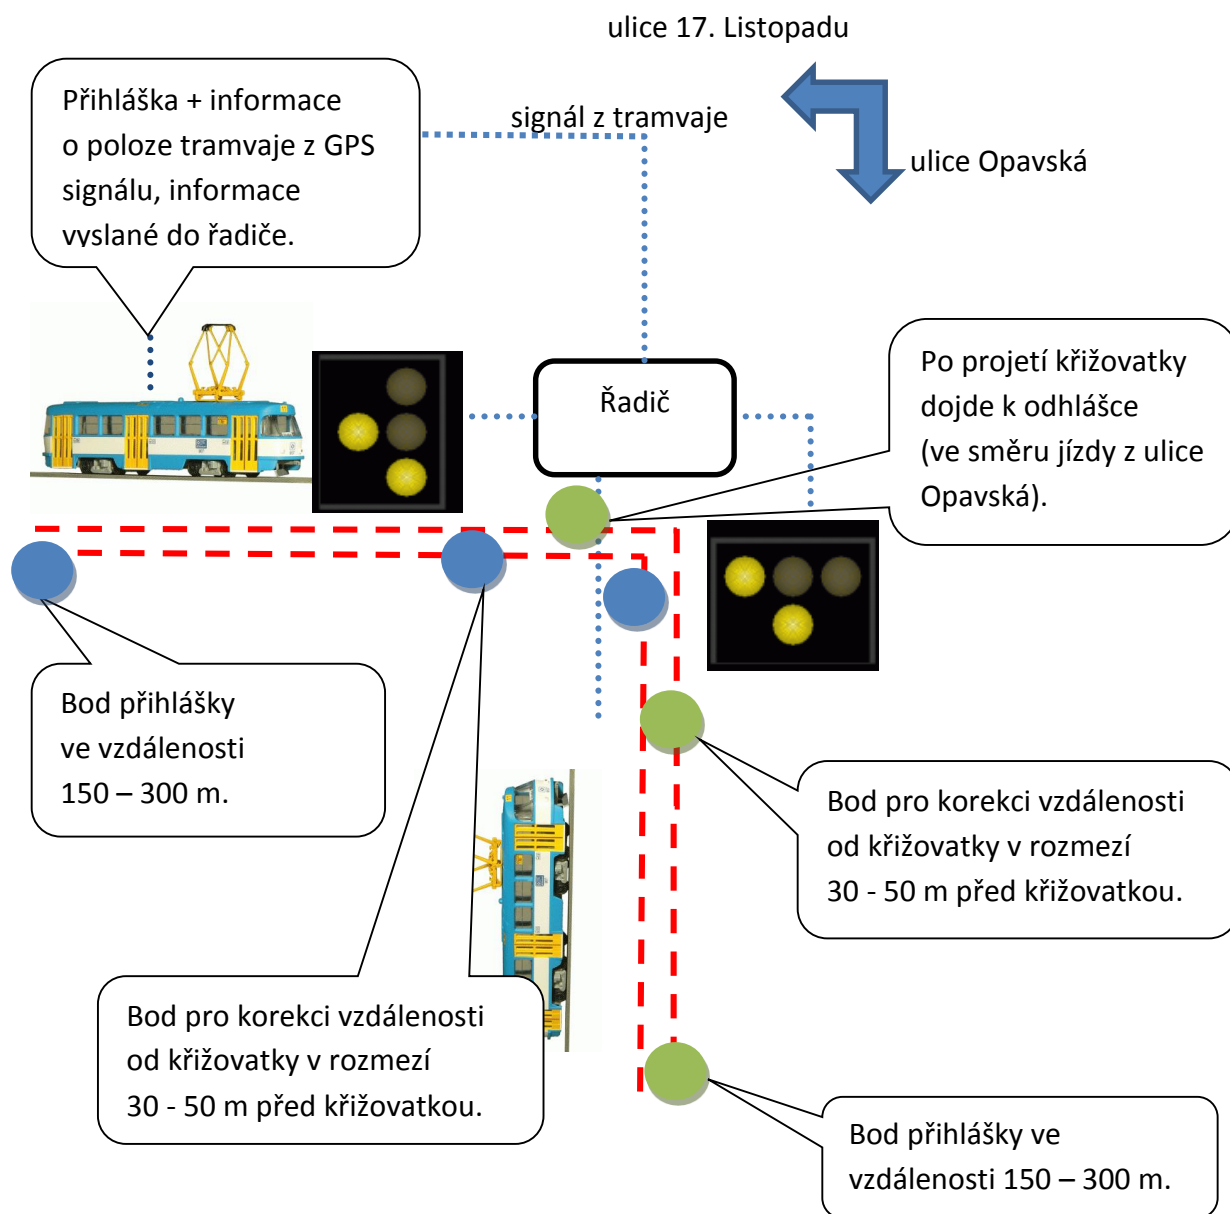 ulice 17. Listopadu
Přihláška + informace
o poloze tramvaje z GPS
signálu, informace
vyslané do řadiče.
signál z tramvaje
ulice Opavská
Řadič
Po projetí křižovatky
dojde k odhlášce
(ve směru jízdy z ulice
Opavská).
Bod přihlášky
ve vzdálenosti
150 – 300 m.
Bod pro korekci vzdálenosti
od křižovatky v rozmezí
30 - 50 m před křižovatkou.
Bod pro korekci vzdálenosti
od křižovatky v rozmezí
30 - 50 m před křižovatkou.
Bod přihlášky ve
vzdálenosti 150 – 300 m.